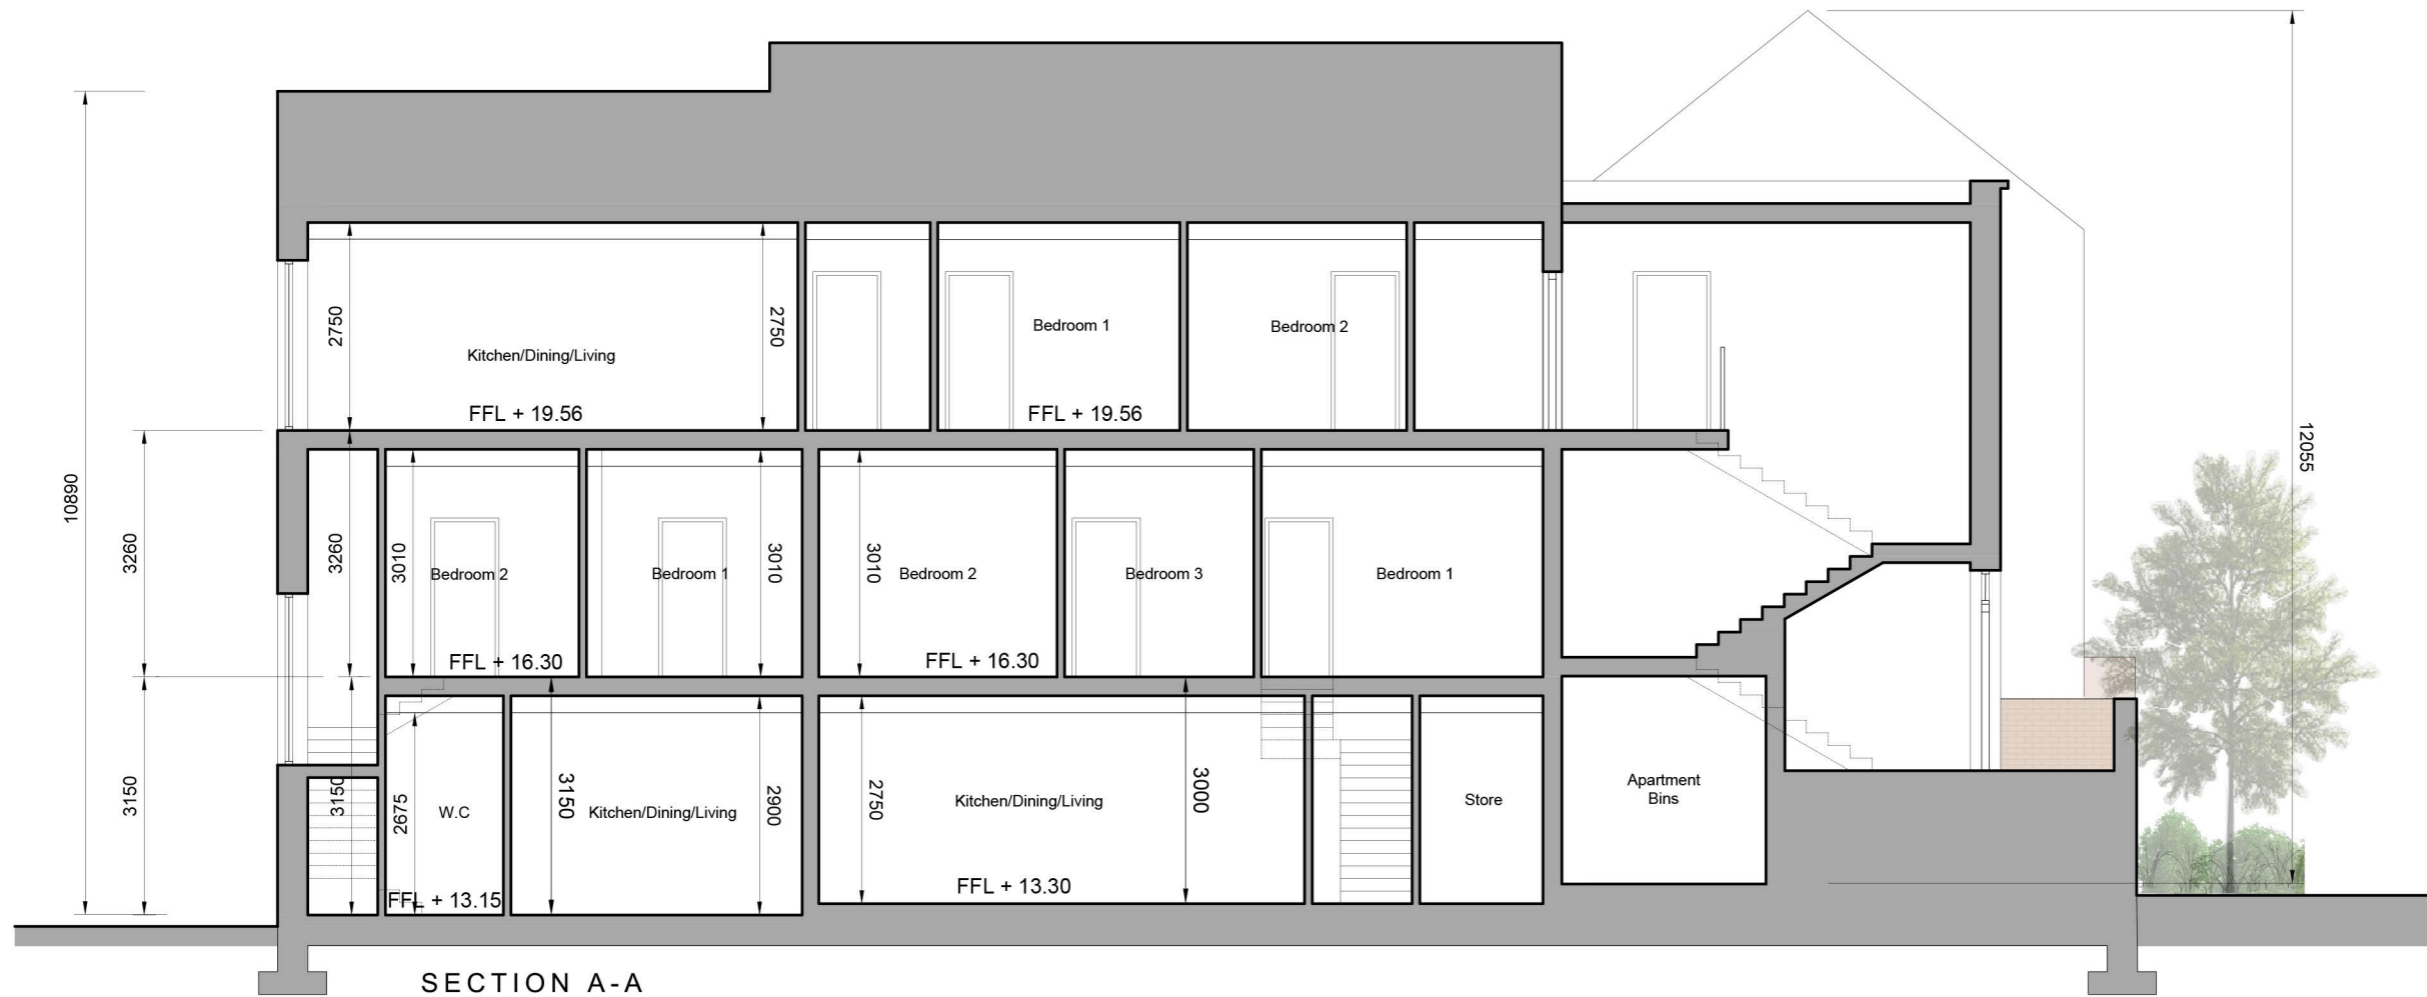 12055
10890
2750
2750
Bedroom 1
Bedroom 2
Kitchen/Dining/Living
FFL + 19.56
FFL + 19.56
3260
3260
3010
Bedroom 2
Bedroom 1
3010
3010
Bedroom 2
Bedroom 3
Bedroom 1
FFL + 16.30
FFL + 16.30
3150
3150
2675
W.C
3150
Kitchen/Dining/Living
2900
2750
Kitchen/Dining/Living
3000
Store
Apartment
Bins
FFL + 13.15
FFL + 13.30
SECTION A-A